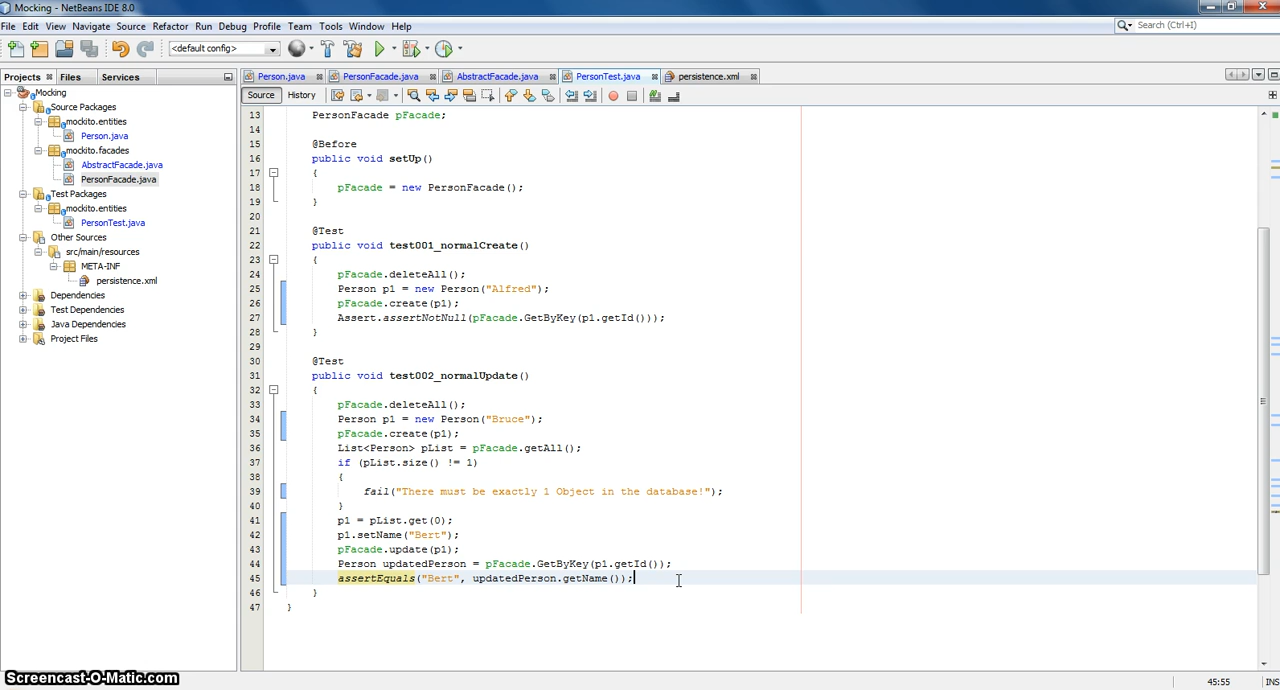 Mocking - NetBeans IDE 8.0
File Edit View Navigate Source Refactor Run Debug Profile Team Tools Window Help
Search (Ctrl+I)
<default config>
Projects Files Services
Person.java PersonFacade.java AbstractFacade.java PersonTest.java persistence.xml
Source History
Mocking
Source Packages
mockito.entities
Person.java
mockito.facades
AbstractFacade.java
PersonFacade.java
Test Packages
mockito.entities
PersonTest.java
Other Sources
src/main/resources
META-INF
persistence.xml
Dependencies
Test Dependencies
Java Dependencies
Project Files
13 PersonFacade pFacade;
14
15 @Before
16 public void setUp()
17 {
18 pFacade = new PersonFacade();
19 }
20
21 @Test
22 public void test001_normalCreate()
23 {
24 pFacade.deleteAll();
25 Person p1 = new Person("Alfred");
26 pFacade.create(p1);
27 Assert.assertNotNull(pFacade.GetByKey(p1.getId()));
28 }
29
30 @Test
31 public void test002_normalUpdate()
32 {
33 pFacade.deleteAll();
34 Person p1 = new Person("Bruce");
35 pFacade.create(p1);
36 List<Person> pList = pFacade.getAll();
37 if (pList.size() != 1)
38 {
39 fail("There must be exactly 1 Object in the database!");
40 }
41 p1 = pList.get(0);
42 p1.setName("Bert");
43 pFacade.update(p1);
44 Person updatedPerson = pFacade.GetByKey(p1.getId());
45 assertEquals("Bert", updatedPerson.getName());
46 }
47 }
Screencast-O-Matic.com
45:55 INS